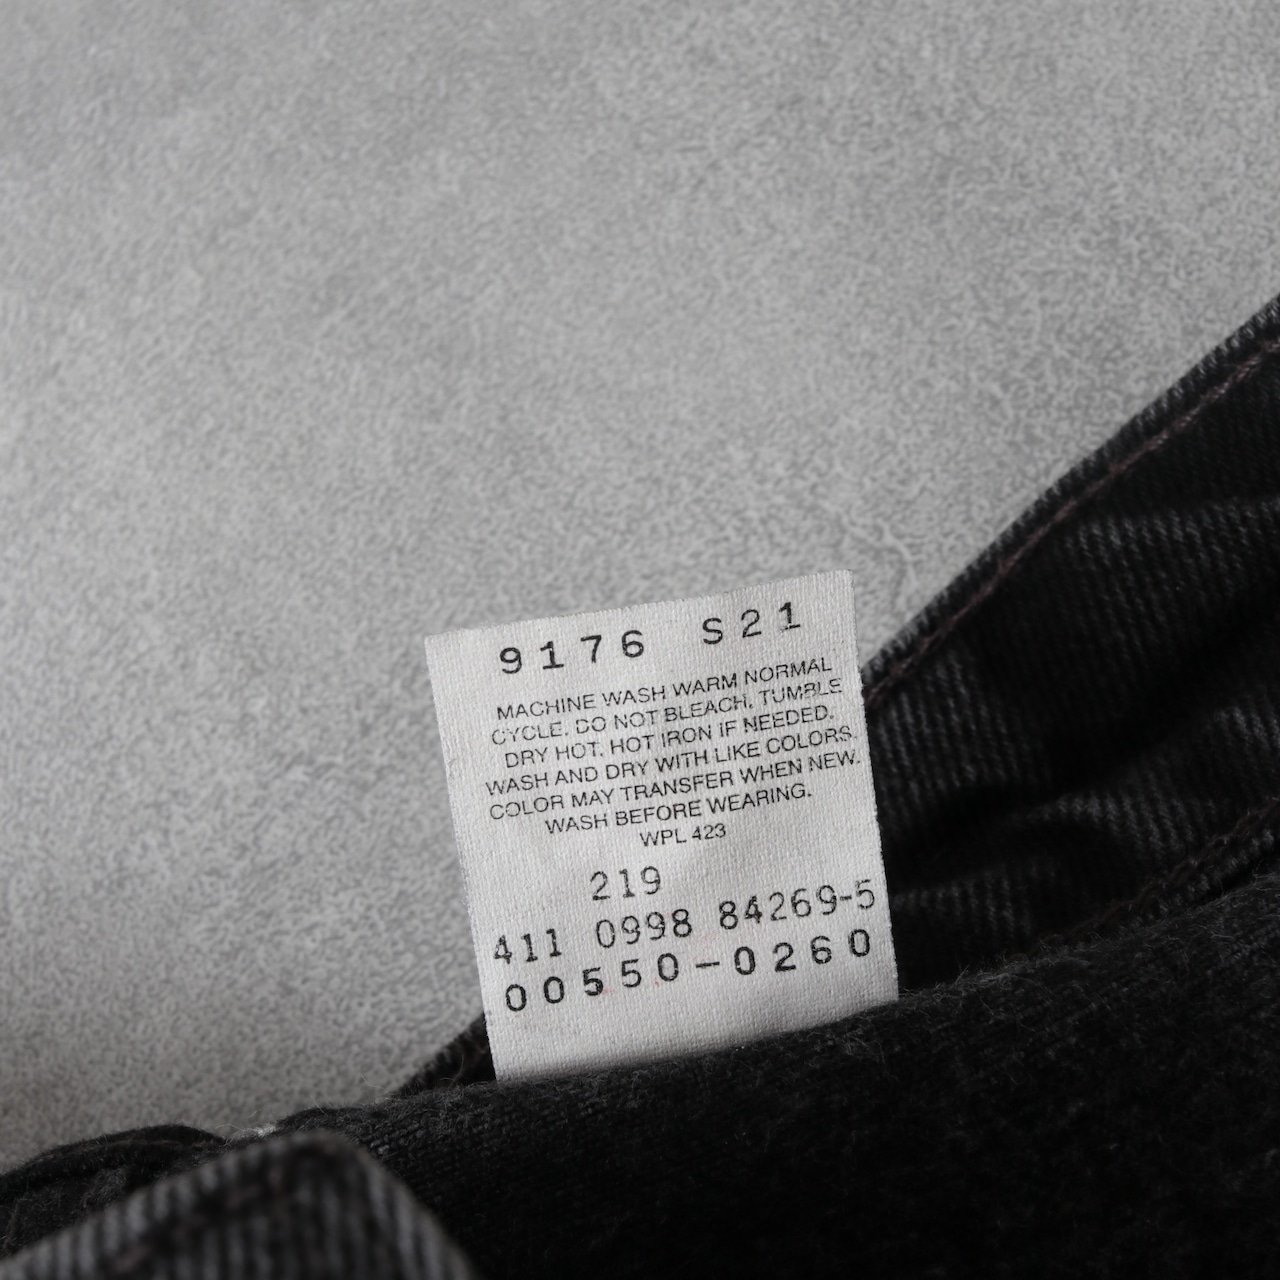 9176 S21
MACHINE WASH WARM NORMAL
CYCLE. DO NOT BLEACH. TUMBLE
DRY HOT. HOT IRON IF NEEDED.
WASH AND DRY WITH LIKE COLORS.
COLOR MAY TRANSFER WHEN NEW.
WASH BEFORE WEARING.
WPL 423
219
411 0998 84269-5
00550-0260